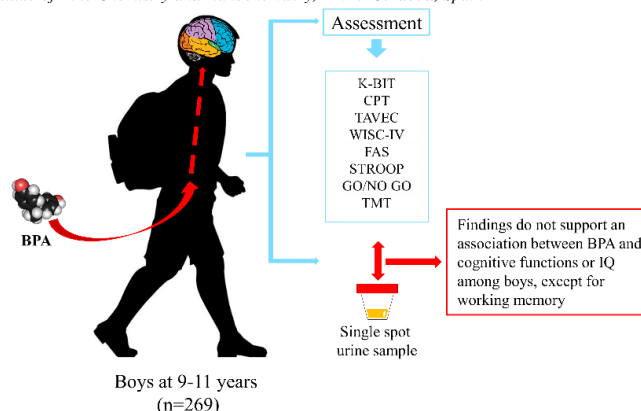 Assessment
K-BIT
CPT
TAVEC
WISC-IV
FAS
STROOP
GO/NO GO
TMT
BPA
Findings do not support an
association between BPA and
cognitive functions or IQ
among boys, except for
working memory
Single spot
urine sample
Boys at 9-11 years
(n=269)